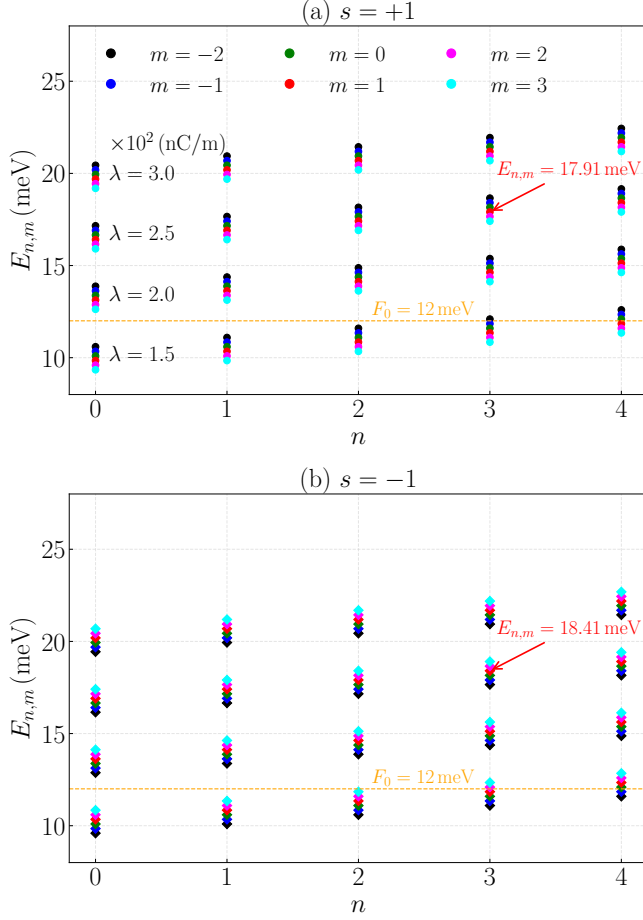 (a) s = +1
m = −2 m = 0 m = 2
m = −1 m = 1 m = 3
×10² (nC/m)
λ = 3.0
E_{n,m} = 17.91 meV
λ = 2.5
λ = 2.0
F₀ = 12 meV
λ = 1.5
25
20
15
10
E_{n,m} (meV)
0 1 2 3 4
n
(b) s = −1
E_{n,m} = 18.41 meV
F₀ = 12 meV
25
20
15
10
E_{n,m} (meV)
0 1 2 3 4
n